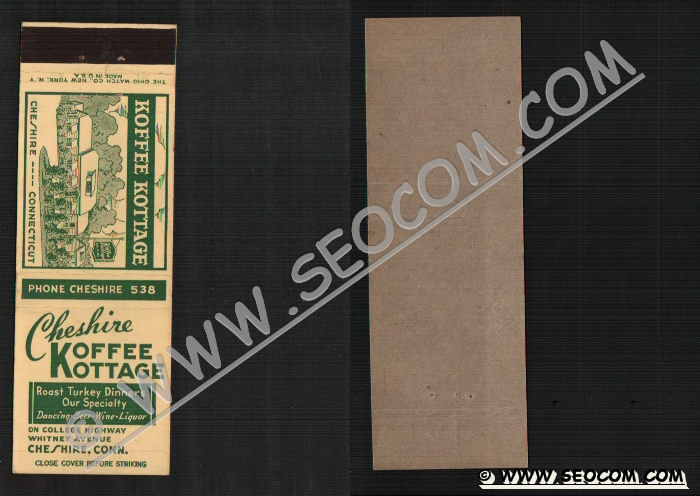 THE OHIO MATCH CO. NEW YORK, N. Y.
MADE IN U.S.A.
KOFFEE KOTTAGE
CHESHIRE ---- CONNECTICUT
PHONE CHESHIRE 538
Cheshire
KOFFEE
KOTTAGE
Roast Turkey Dinners
Our Specialty
Dancing-Beer-Wine-Liquor
ON COLLEGE HIGHWAY
WHITNEY AVENUE
CHESHIRE, CONN.
CLOSE COVER BEFORE STRIKING
© WWW.SEOCOM.COM
© WWW.SEOCOM.COM